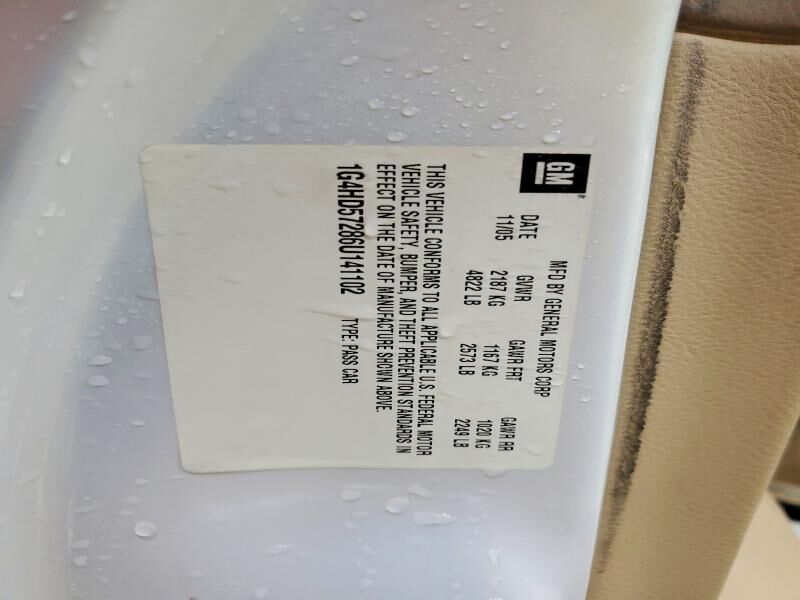 GM ®
MFD BY GENERAL MOTORS CORP
DATE GVWR GAWR FRT GAWR RR
11/05 2187 KG 1167 KG 1020 KG
4822 LB 2573 LB 2249 LB
THIS VEHICLE CONFORMS TO ALL APPLICABLE U.S. FEDERAL MOTOR
VEHICLE SAFETY, BUMPER, AND THEFT PREVENTION STANDARDS IN
EFFECT ON THE DATE OF MANUFACTURE SHOWN ABOVE.
1G4HD57286U141102 TYPE: PASS CAR